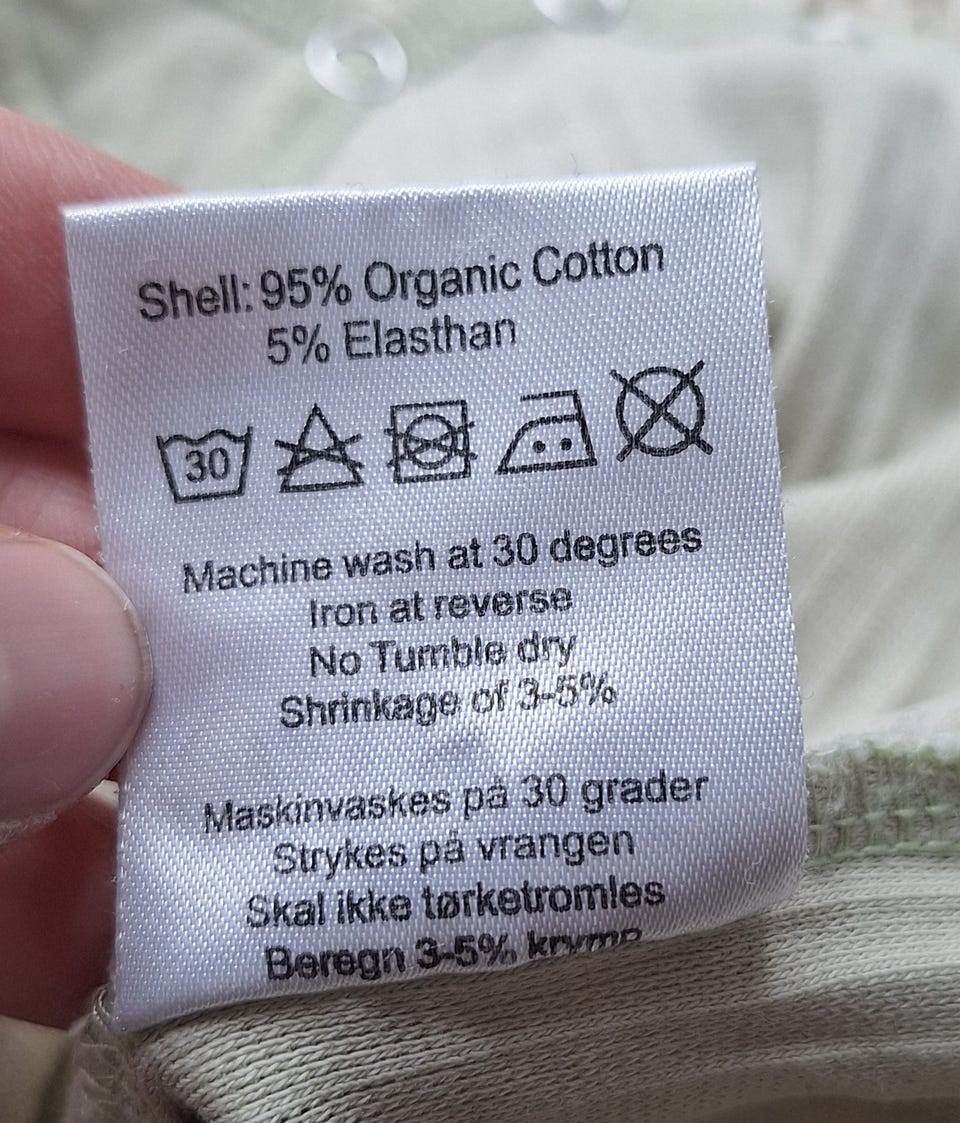 Shell: 95% Organic Cotton
5% Elasthan
30
Machine wash at 30 degrees
Iron at reverse
No Tumble dry
Shrinkage of 3-5%
Maskinvaskes på 30 grader
Strykes på vrangen
Skal ikke tørketromles
Beregn 3-5% krymp